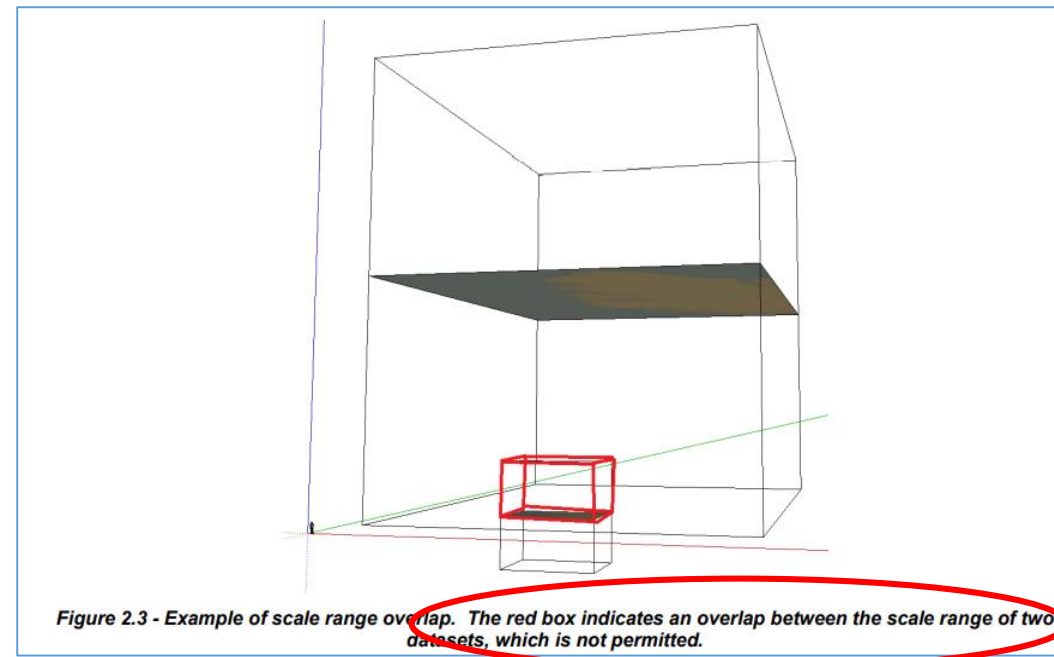 Figure 2.3 - Example of scale range overlap.  The red box indicates an overlap between the scale range of two
datasets, which is not permitted.